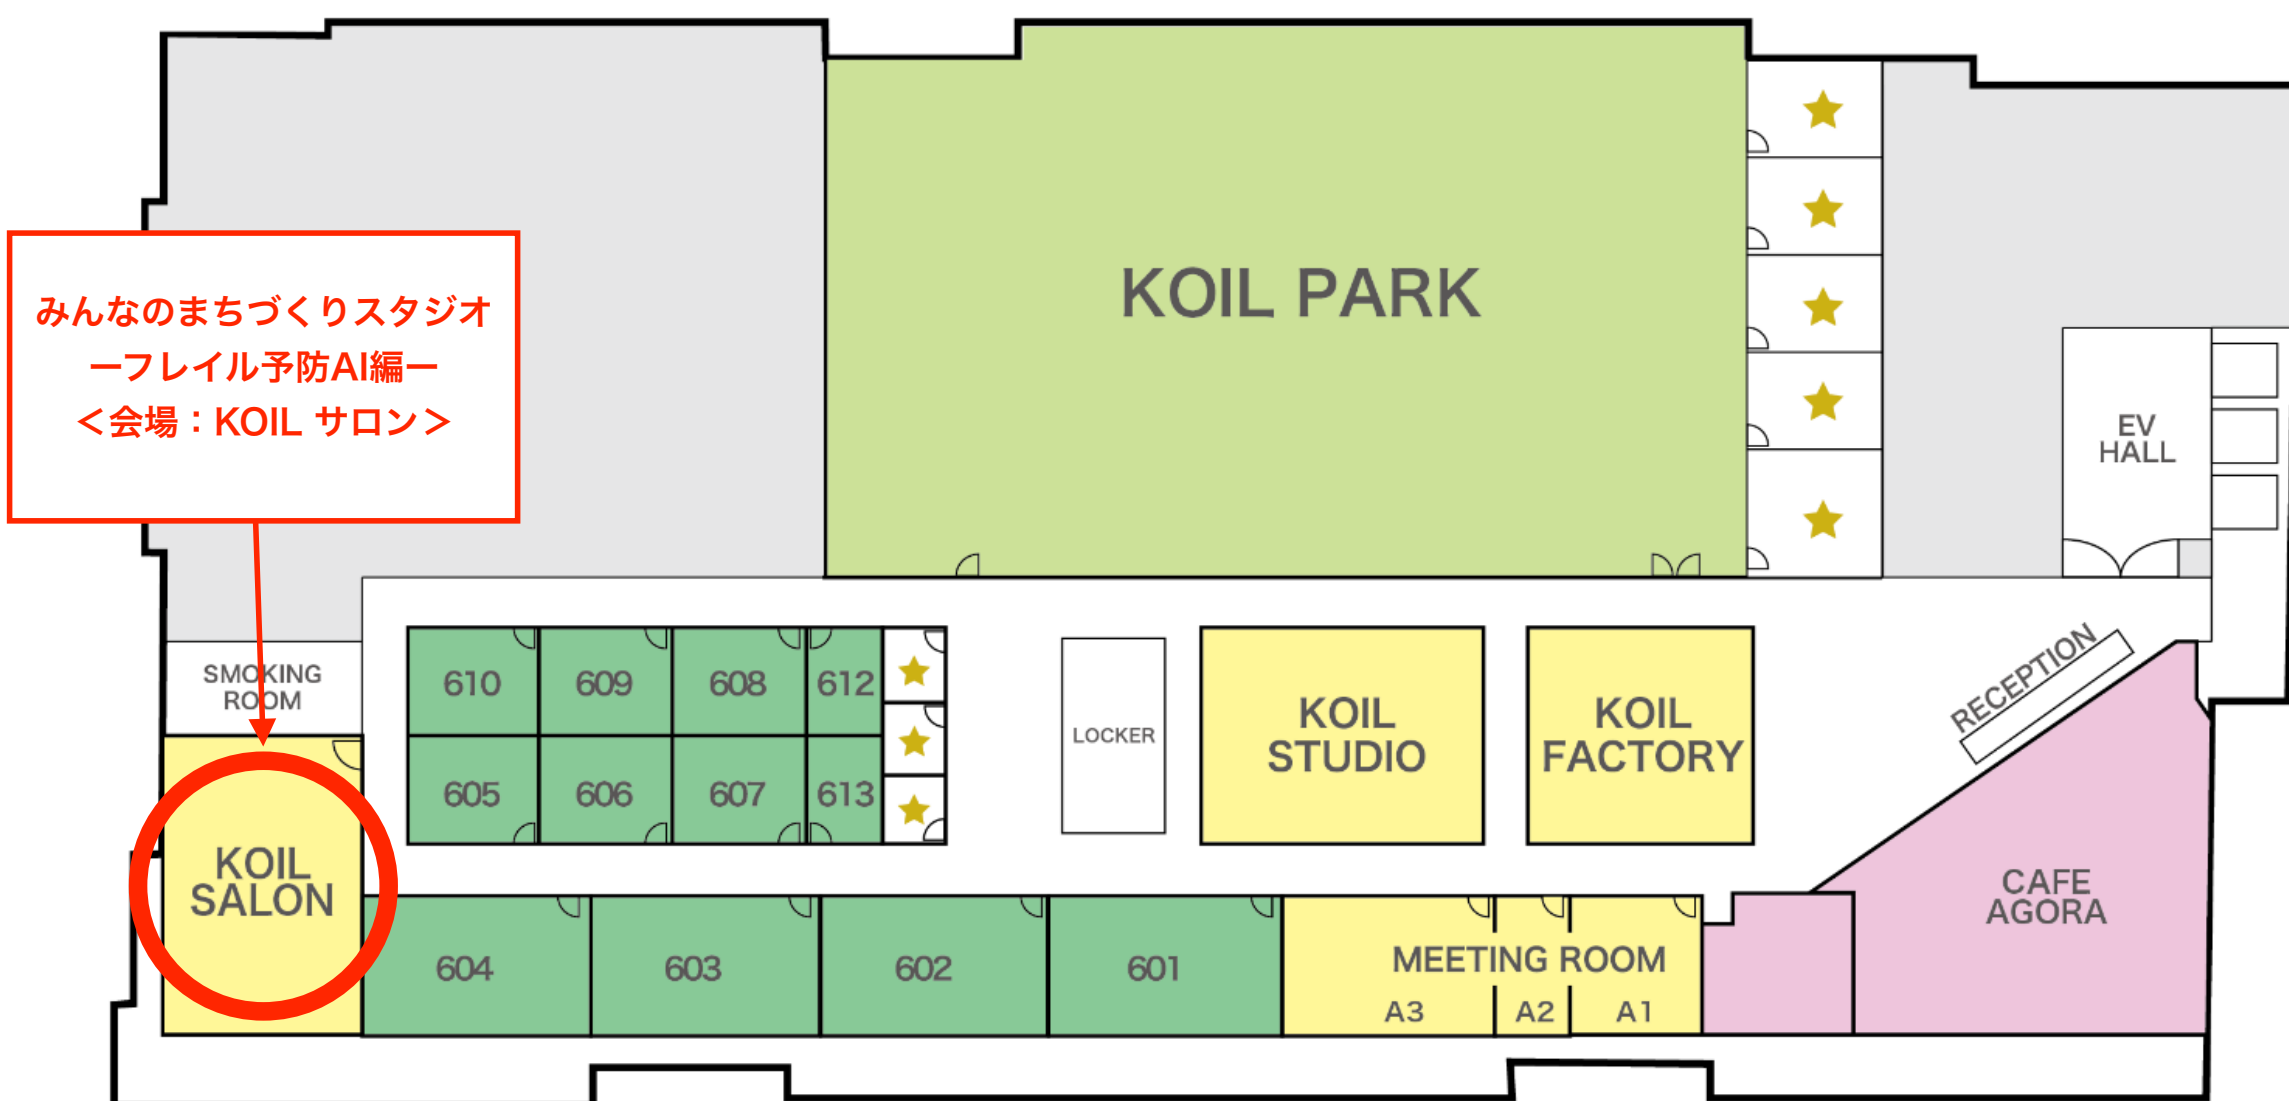 KOIL PARK
みんなのまちづくりスタジオ
ーフレイル予防AI編ー
＜会場：KOIL サロン＞
EV
HALL
SMOKING
ROOM
610
609
608
612
605
606
607
613
LOCKER
KOIL
STUDIO
KOIL
FACTORY
RECEPTION
KOIL
SALON
CAFE
AGORA
604
603
602
601
MEETING ROOM
A3
A2
A1